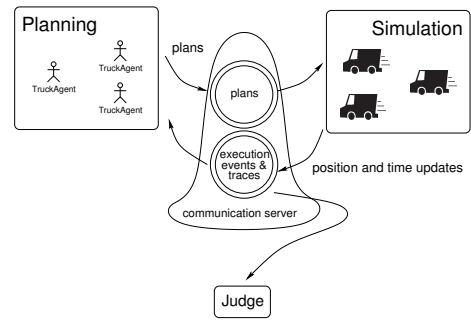 Planning
Simulation
plans
TruckAgent
TruckAgent
TruckAgent
plans
execution
events &
traces
position and time updates
communication server
Judge